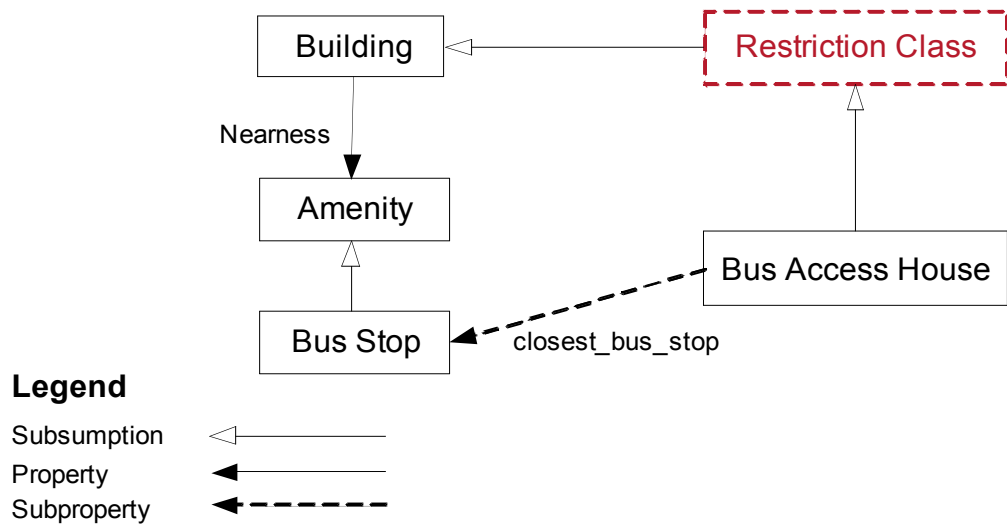 Building
Restriction Class
Nearness
Amenity
Bus Access House
Bus Stop
closest_bus_stop
Legend
Subsumption
Property
Subproperty